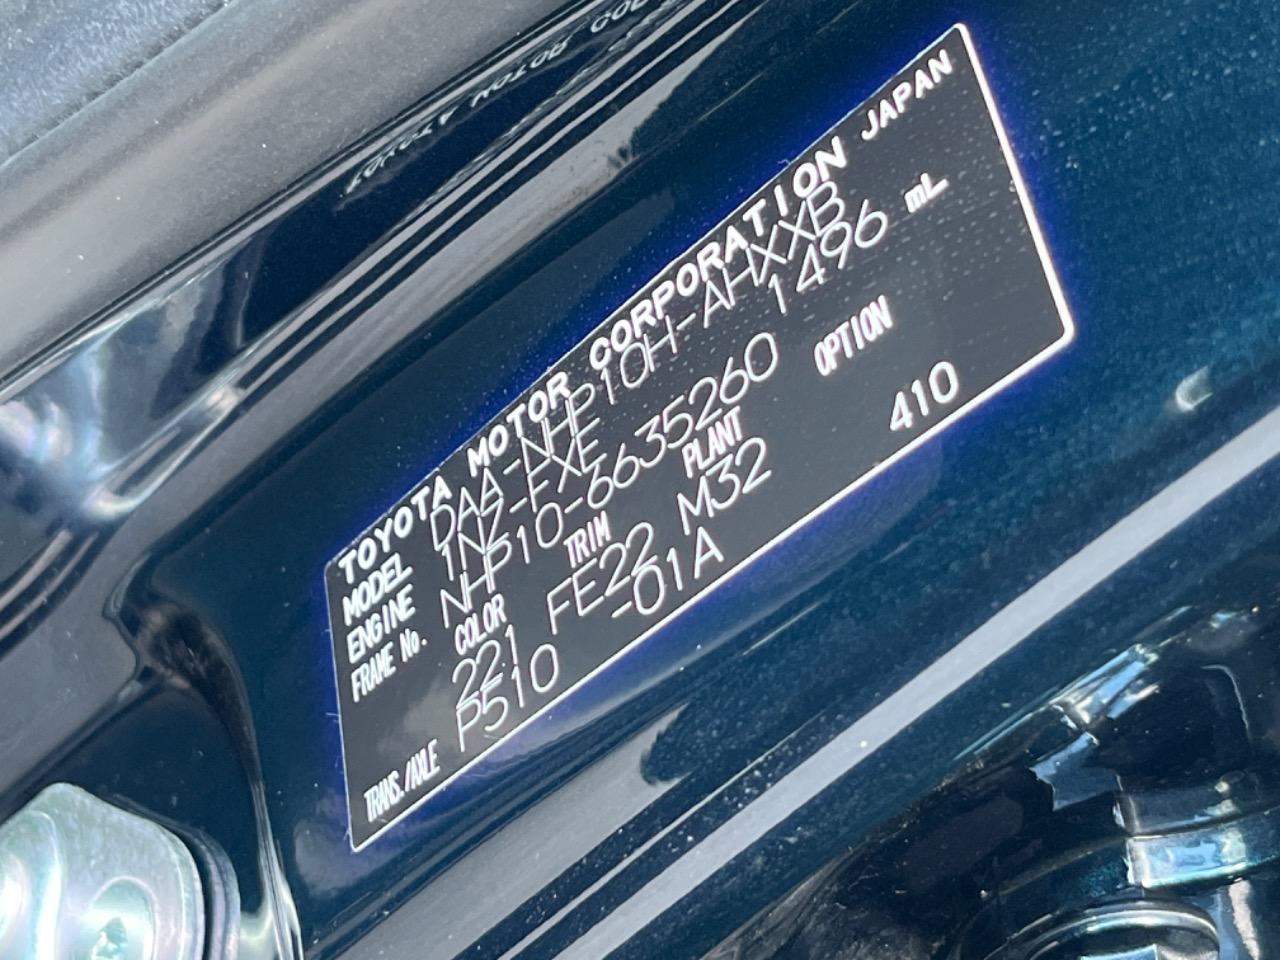 TOYOTA MOTOR CORPORATION JAPAN
MODEL DAA-NHP10H-AHXXB
ENGINE 1NZ-FXE 1496 mL
FRAME No. NHP10-6635260
COLOR TRIM PLANT OPTION
221 FE22 M32 410
TRANS./AXLE P510 -01A